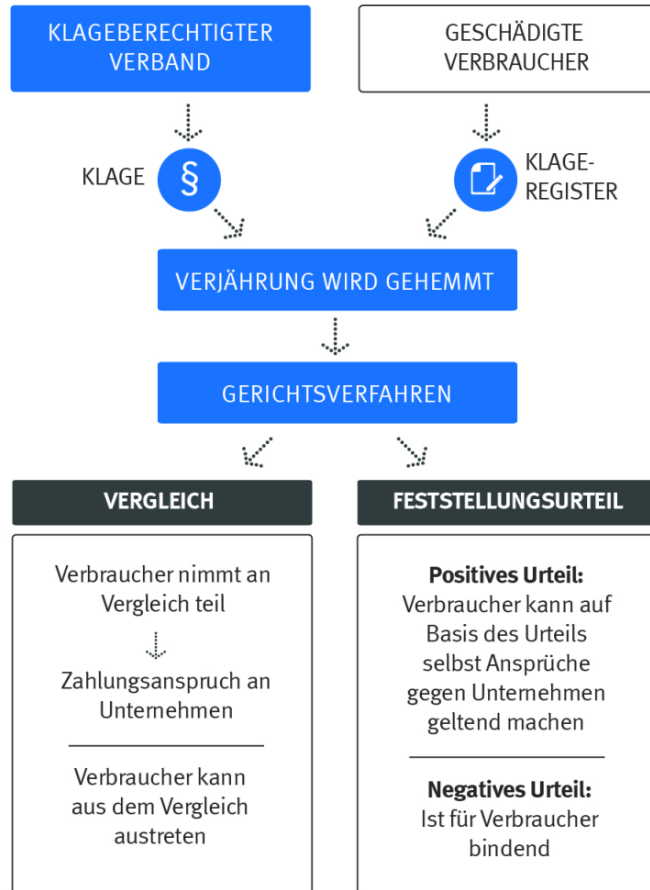 KLAGEBERECHTIGTER
VERBAND
GESCHÄDIGTE
VERBRAUCHER
KLAGE
§
KLAGE-
REGISTER
VERJÄHRUNG WIRD GEHEMMT
GERICHTSVERFAHREN
VERGLEICH
Verbraucher nimmt an
Vergleich teil
Zahlungsanspruch an
Unternehmen
Verbraucher kann
aus dem Vergleich
austreten
FESTSTELLUNGSURTEIL
Positives Urteil:
Verbraucher kann auf
Basis des Urteils
selbst Ansprüche
gegen Unternehmen
geltend machen
Negatives Urteil:
Ist für Verbraucher
bindend